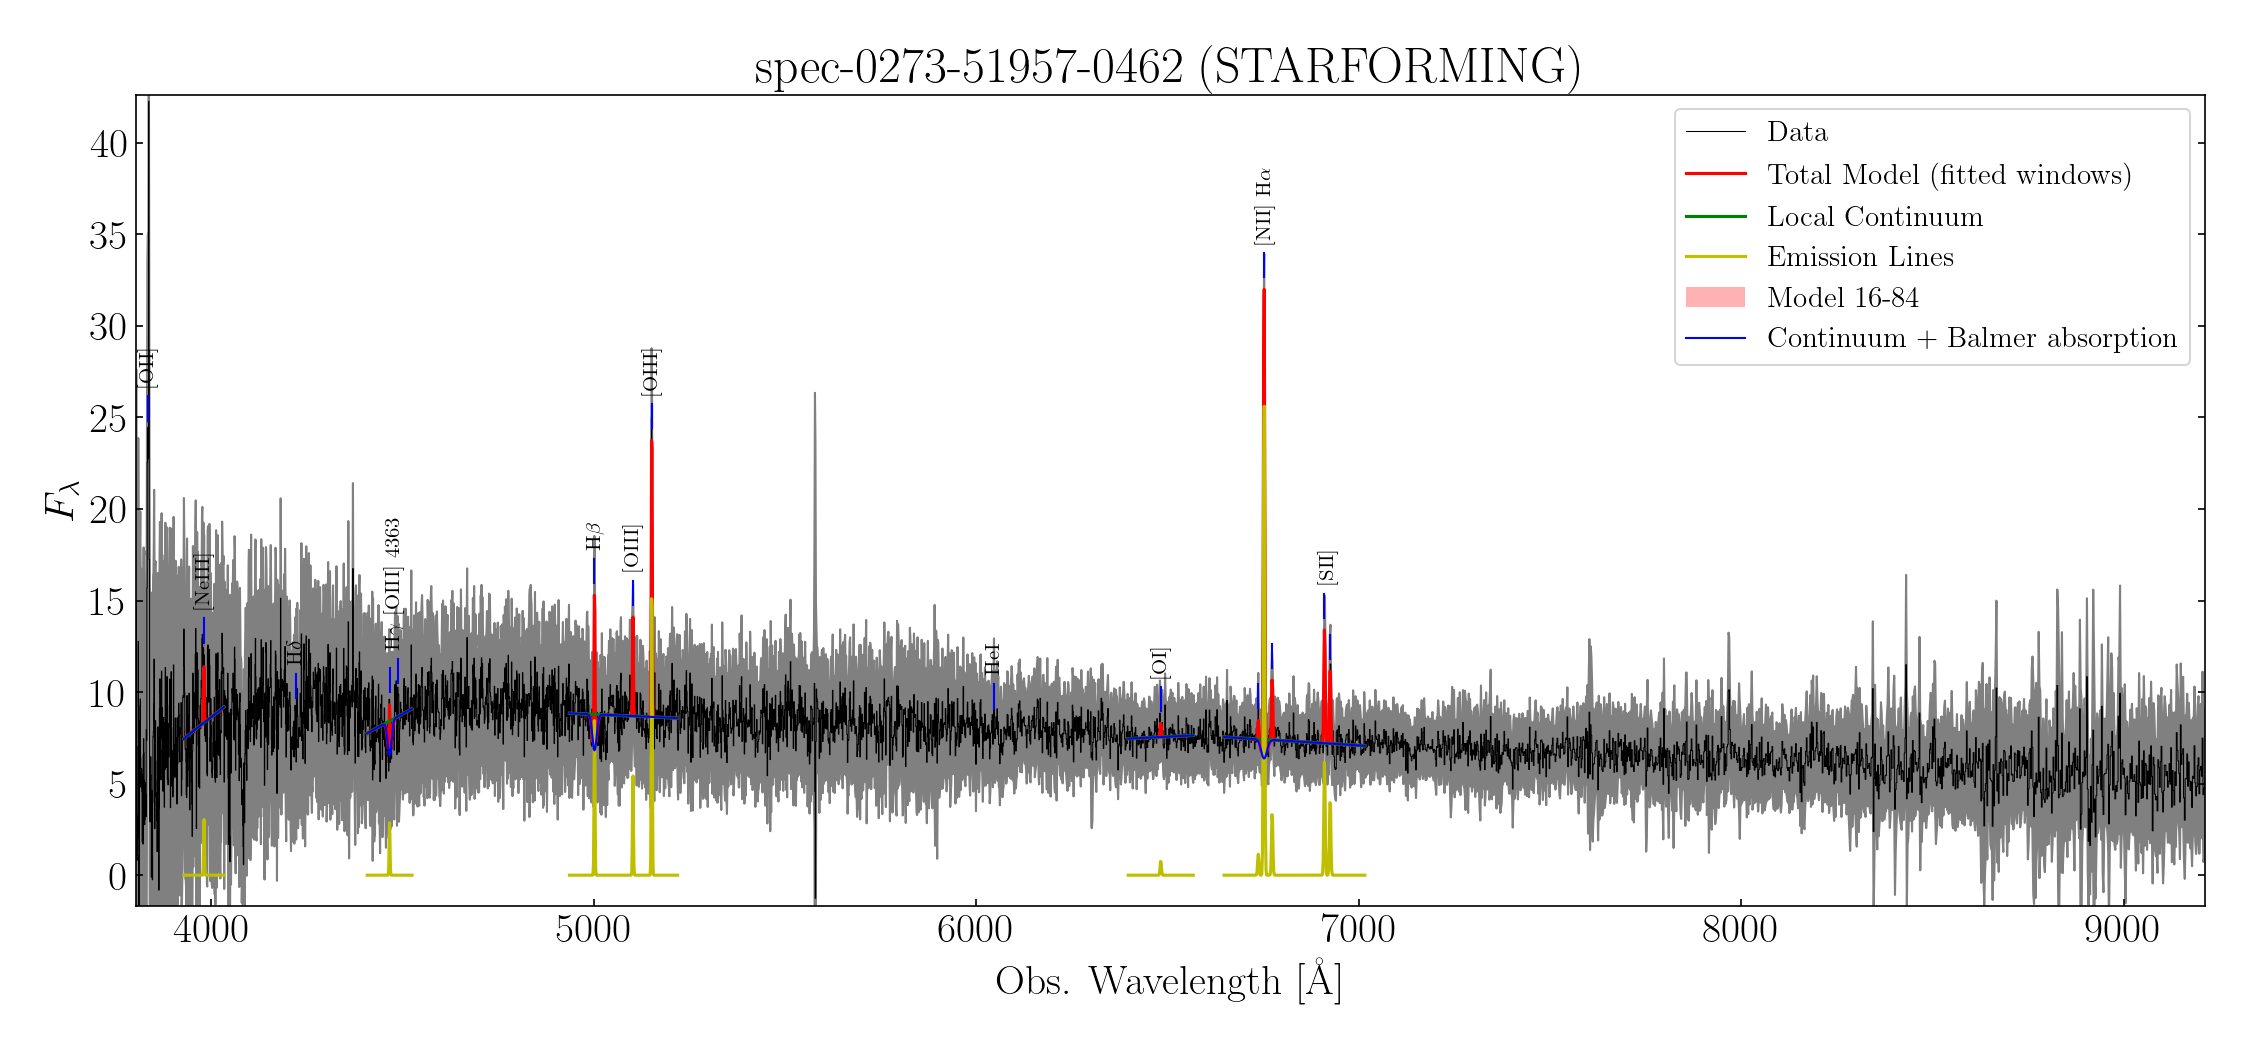 spec-0273-51957-0462 (STARFORMING)
Data
Total Model (fitted windows)
Local Continuum
Emission Lines
Model 16-84
Continuum + Balmer absorption
[OII]
[NeIII]
Hδ
Hγ
[OIII] 4363
Hβ
[OIII]
[OIII]
HeI
[OI]
[NII] Hα
[SII]
40
35
30
25
20
15
10
5
0
F_λ
4000 5000 6000 7000 8000 9000
Obs. Wavelength [Å]